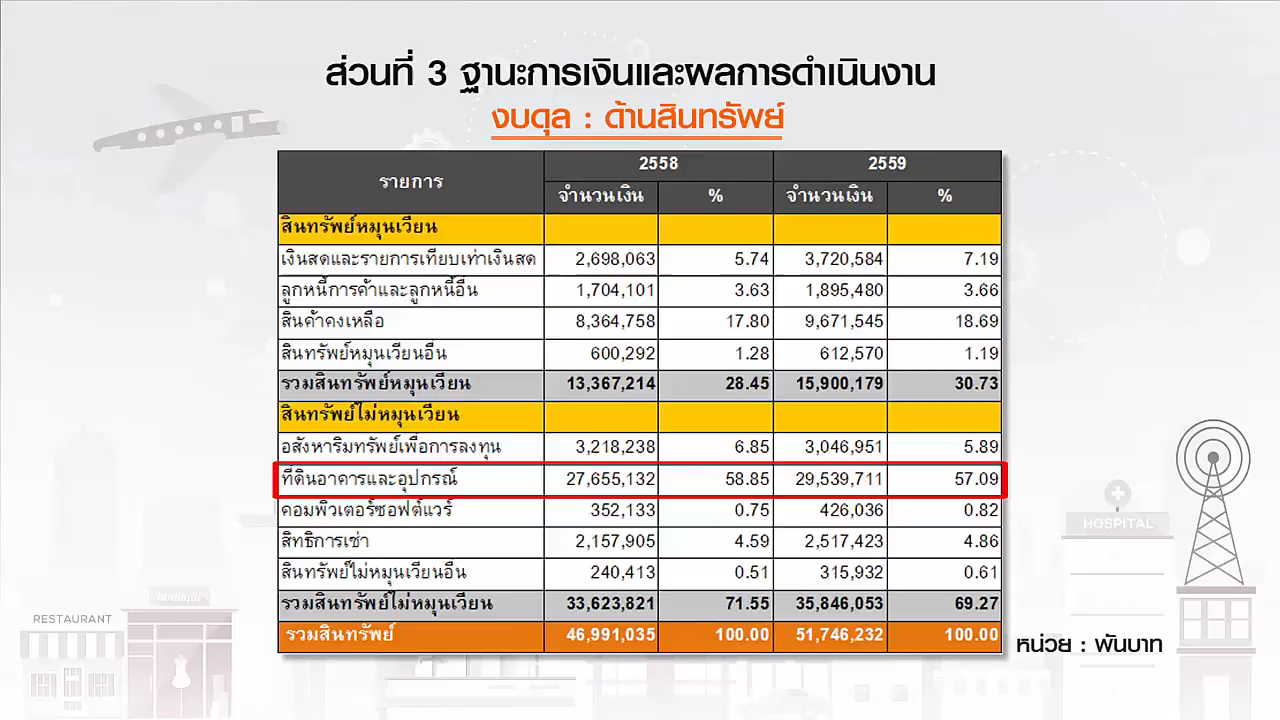 ส่วนที่ 3 ฐานะการเงินและผลการดำเนินงาน
งบดุล : ด้านสินทรัพย์
รายการ 2558 2559
จำนวนเงิน % จำนวนเงิน %
สินทรัพย์หมุนเวียน
เงินสดและรายการเทียบเท่าเงินสด 2,698,063 5.74 3,720,584 7.19
ลูกหนี้การค้าและลูกหนี้อื่น 1,704,101 3.63 1,895,480 3.66
สินค้าคงเหลือ 8,364,758 17.80 9,671,545 18.69
สินทรัพย์หมุนเวียนอื่น 600,292 1.28 612,570 1.19
รวมสินทรัพย์หมุนเวียน 13,367,214 28.45 15,900,179 30.73
สินทรัพย์ไม่หมุนเวียน
อสังหาริมทรัพย์เพื่อการลงทุน 3,218,238 6.85 3,046,951 5.89
ที่ดินอาคารและอุปกรณ์ 27,655,132 58.85 29,539,711 57.09
คอมพิวเตอร์ซอฟต์แวร์ 352,133 0.75 426,036 0.82
สิทธิการเช่า 2,157,905 4.59 2,517,423 4.86
สินทรัพย์ไม่หมุนเวียนอื่น 240,413 0.51 315,932 0.61
รวมสินทรัพย์ไม่หมุนเวียน 33,623,821 71.55 35,846,053 69.27
รวมสินทรัพย์ 46,991,035 100.00 51,746,232 100.00
หน่วย : พันบาท
HOSPITAL
RESTAURANT
Boutique